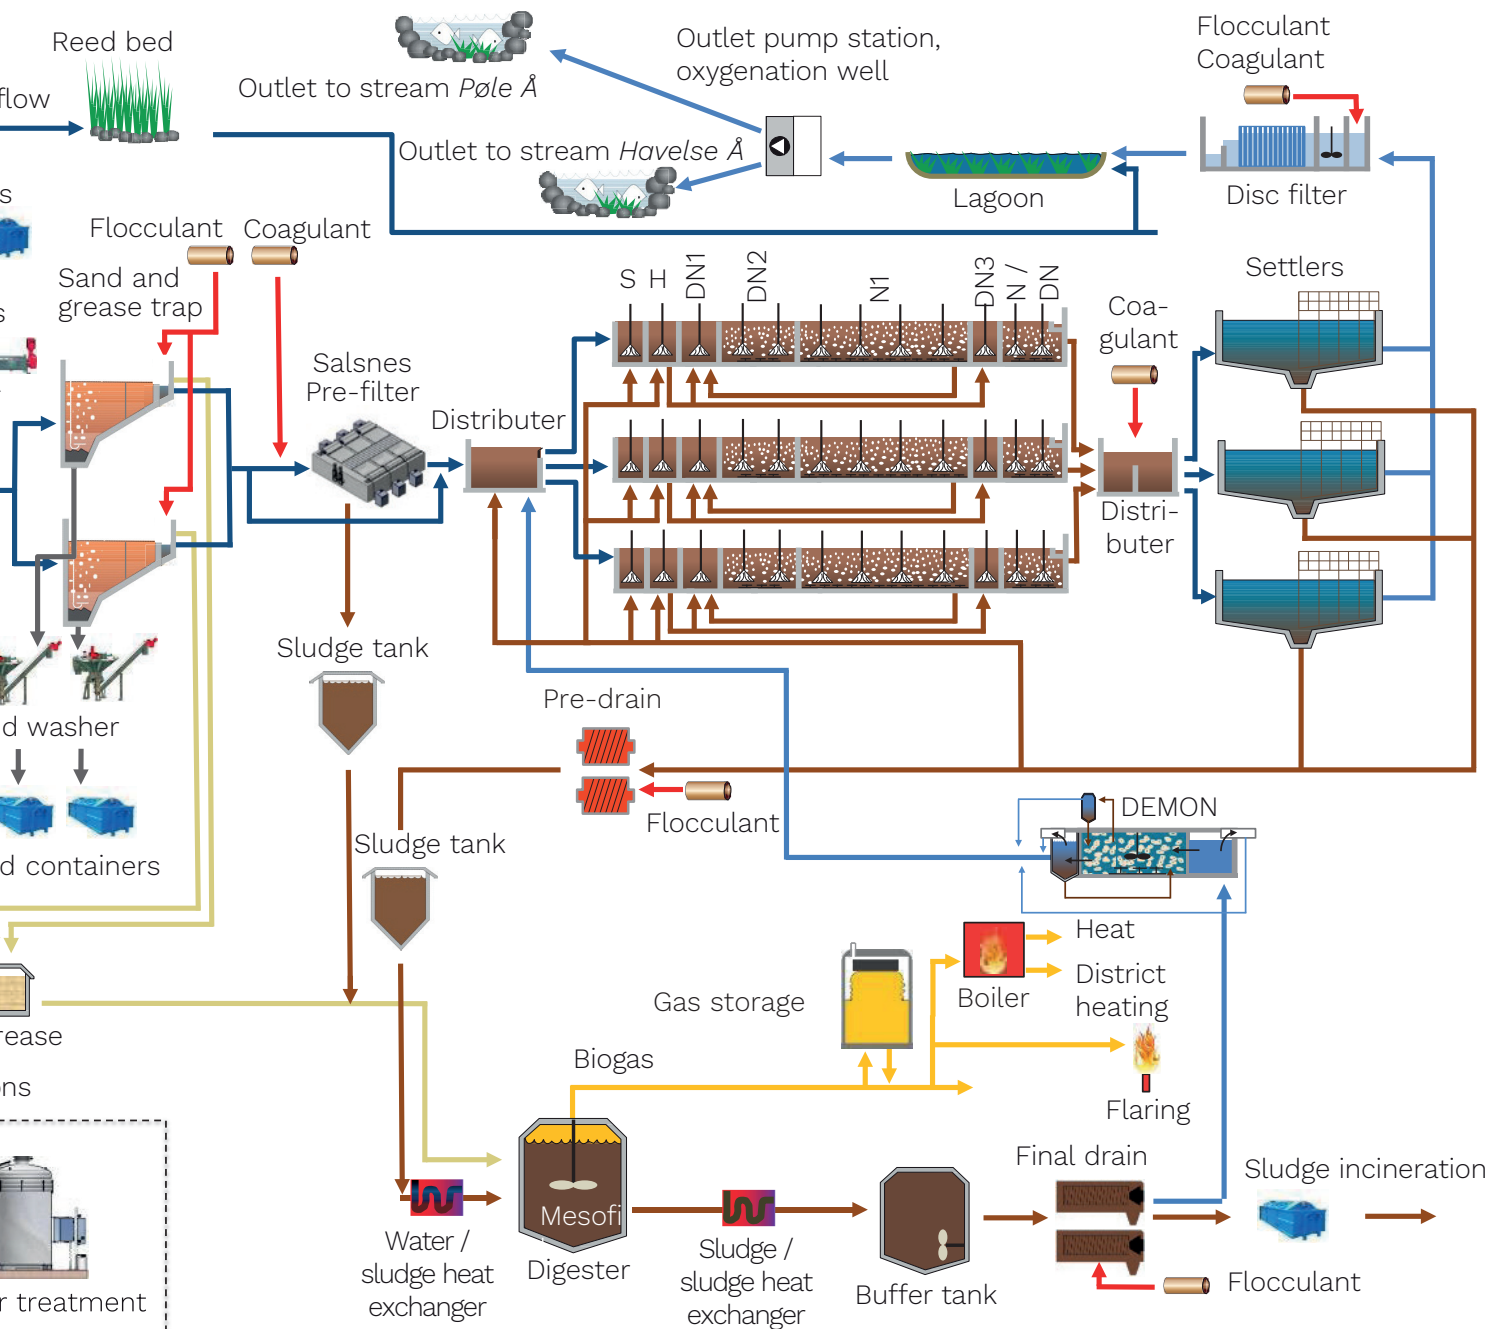 Reed bed
flow
Outlet to stream Pøle Å
Outlet pump station,
oxygenation well
Flocculant
Coagulant
Outlet to stream Havelse Å
Lagoon
Disc filter
s
Flocculant
Coagulant
Sand and
grease trap
s
Salsnes
Pre-filter
Distributer
S
H
DN1
DN2
N1
DN3
N /
DN
Coa-
gulant
Settlers
Distri-
buter
Sludge tank
Pre-drain
d washer
Flocculant
DEMON
Sludge tank
d containers
Heat
District
heating
Boiler
Gas storage
rease
Biogas
ons
Flaring
Final drain
Sludge incineration
Mesofi
Water /
sludge heat
exchanger
Digester
Sludge /
sludge heat
exchanger
Buffer tank
Flocculant
r treatment